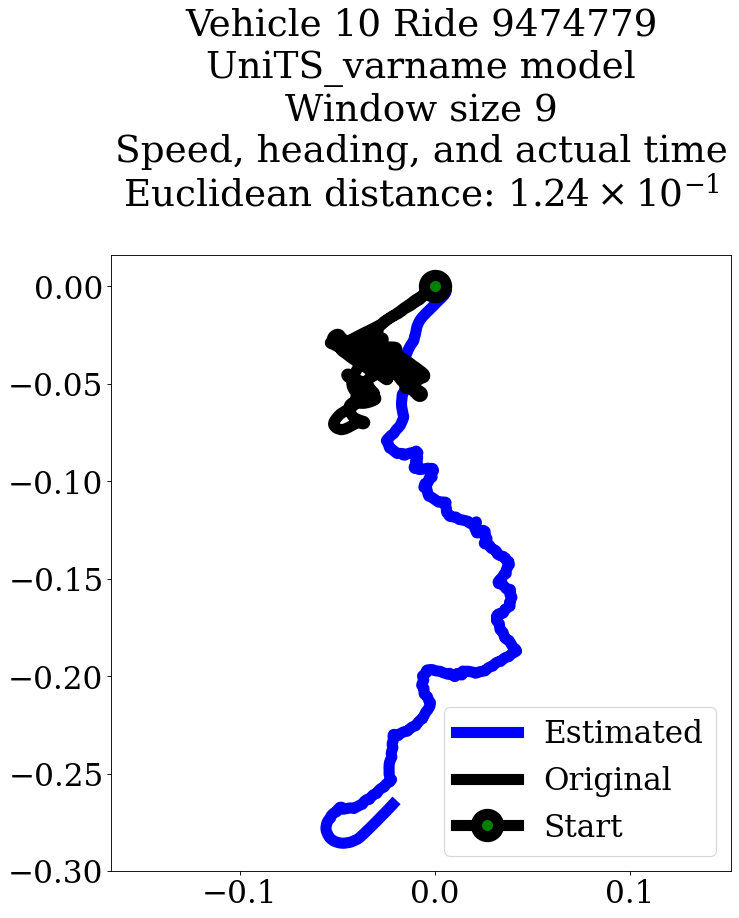 Vehicle 10 Ride 9474779
UniTS_varname model
Window size 9
Speed, heading, and actual time
Euclidean distance: 1.24 × 10⁻¹
0.00
−0.05
−0.10
−0.15
−0.20
−0.25
−0.30
−0.1
0.0
0.1
Estimated
Original
Start